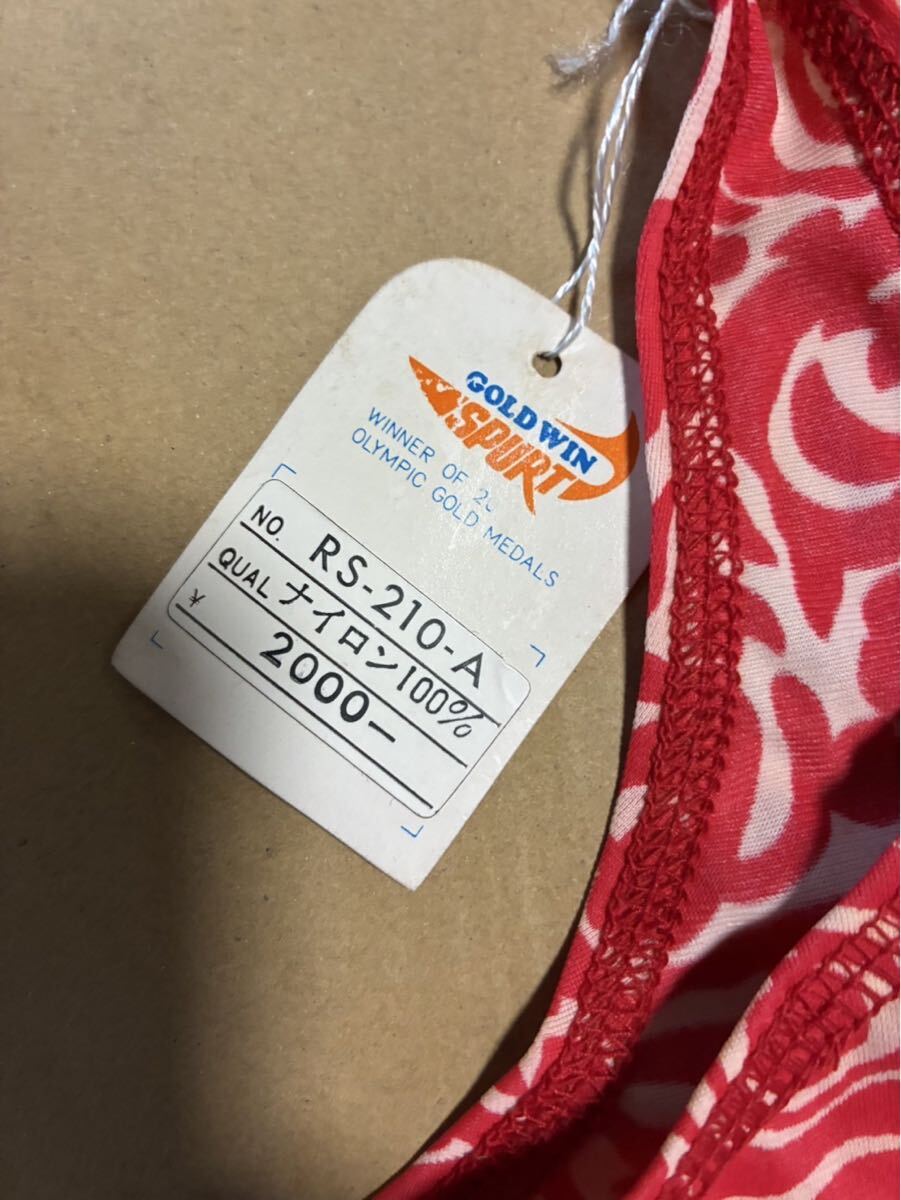 GOLDWIN
SPURT
WINNER OF
OLYMPIC GOLD MEDALS
NO. RS-210-A
QUAL ナイロン100%
¥ 2000-